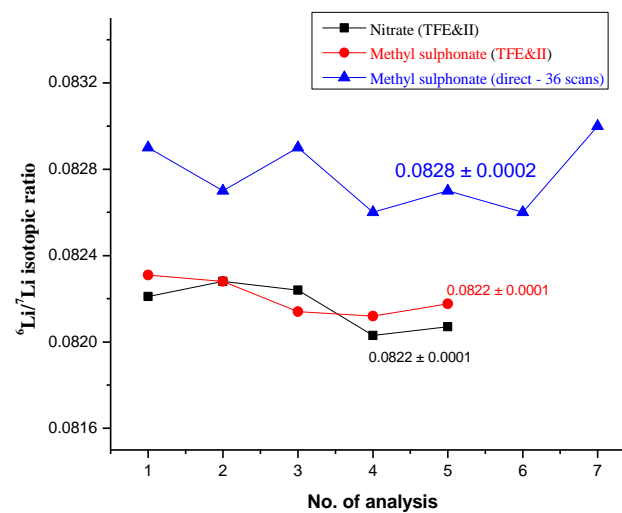 Nitrate (TFE&II)
Methyl sulphonate (TFE&II)
Methyl sulphonate (direct - 36 scans)
0.0832
0.0828
0.0824
0.0820
0.0816
⁶Li/⁷Li isotopic ratio
0.0828 ± 0.0002
0.0822 ± 0.0001
0.0822 ± 0.0001
1 2 3 4 5 6 7
No. of analysis